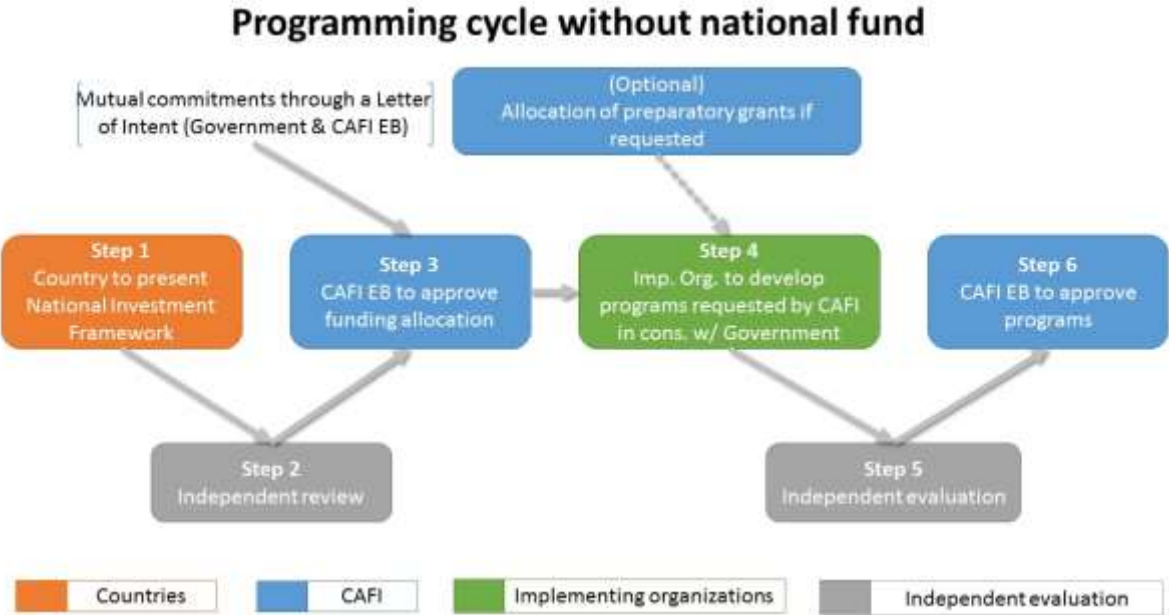 Programming cycle without national fund
Mutual commitments through a Letter
of Intent (Government & CAFI EB)
(Optional)
Allocation of preparatory grants if
requested
Step 1
Country to present
National Investment
Framework
Step 3
CAFI EB to approve
funding allocation
Step 4
Imp. Org. to develop
programs requested by CAFI
in cons. w/ Government
Step 6
CAFI EB to approve
programs
Step 2
Independent review
Step 5
Independent evaluation
Countries
CAFI
Implementing organizations
Independent evaluation